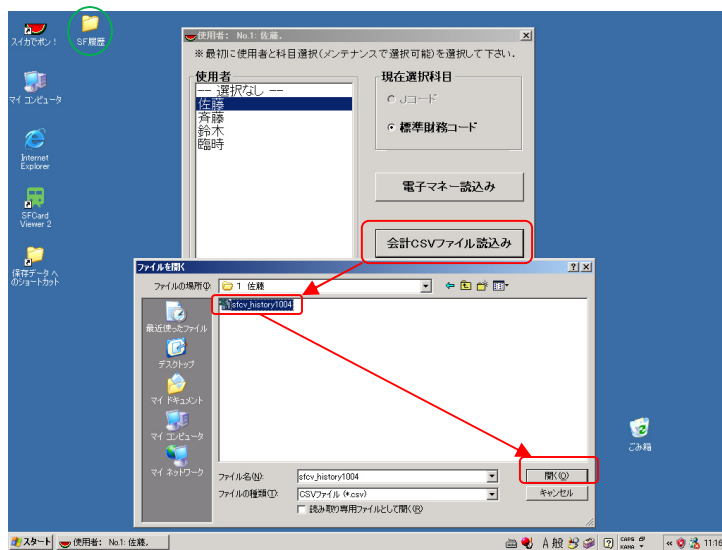 スイカでポン!
SF履歴
マイ コンピュータ
Internet
Explorer
SFCard
Viewer 2
保存データへ
のショートカット
ごみ箱
使用者: No.1: 佐藤.
※最初に使用者と科目選択(メンテナンスで選択可能)を選択して下さい.
使用者
-- 選択なし --
佐藤
斉藤
鈴木
臨時
現在選択科目
Jコード
標準財務コード
電子マネー読込み
会計CSVファイル読込み
ファイルを開く
ファイルの場所(I):
1 佐藤
sfcv_history1004
最近使ったファイル
デスクトップ
マイ ドキュメント
マイ コンピュータ
マイ ネットワーク
ファイル名(N):
sfcv_history1004
開く(O)
ファイルの種類(T):
CSVファイル (*.csv)
キャンセル
読み取り専用ファイルとして開く(R)
スタート
使用者: No.1: 佐藤.
A 般
CAPS
KANA
11:16